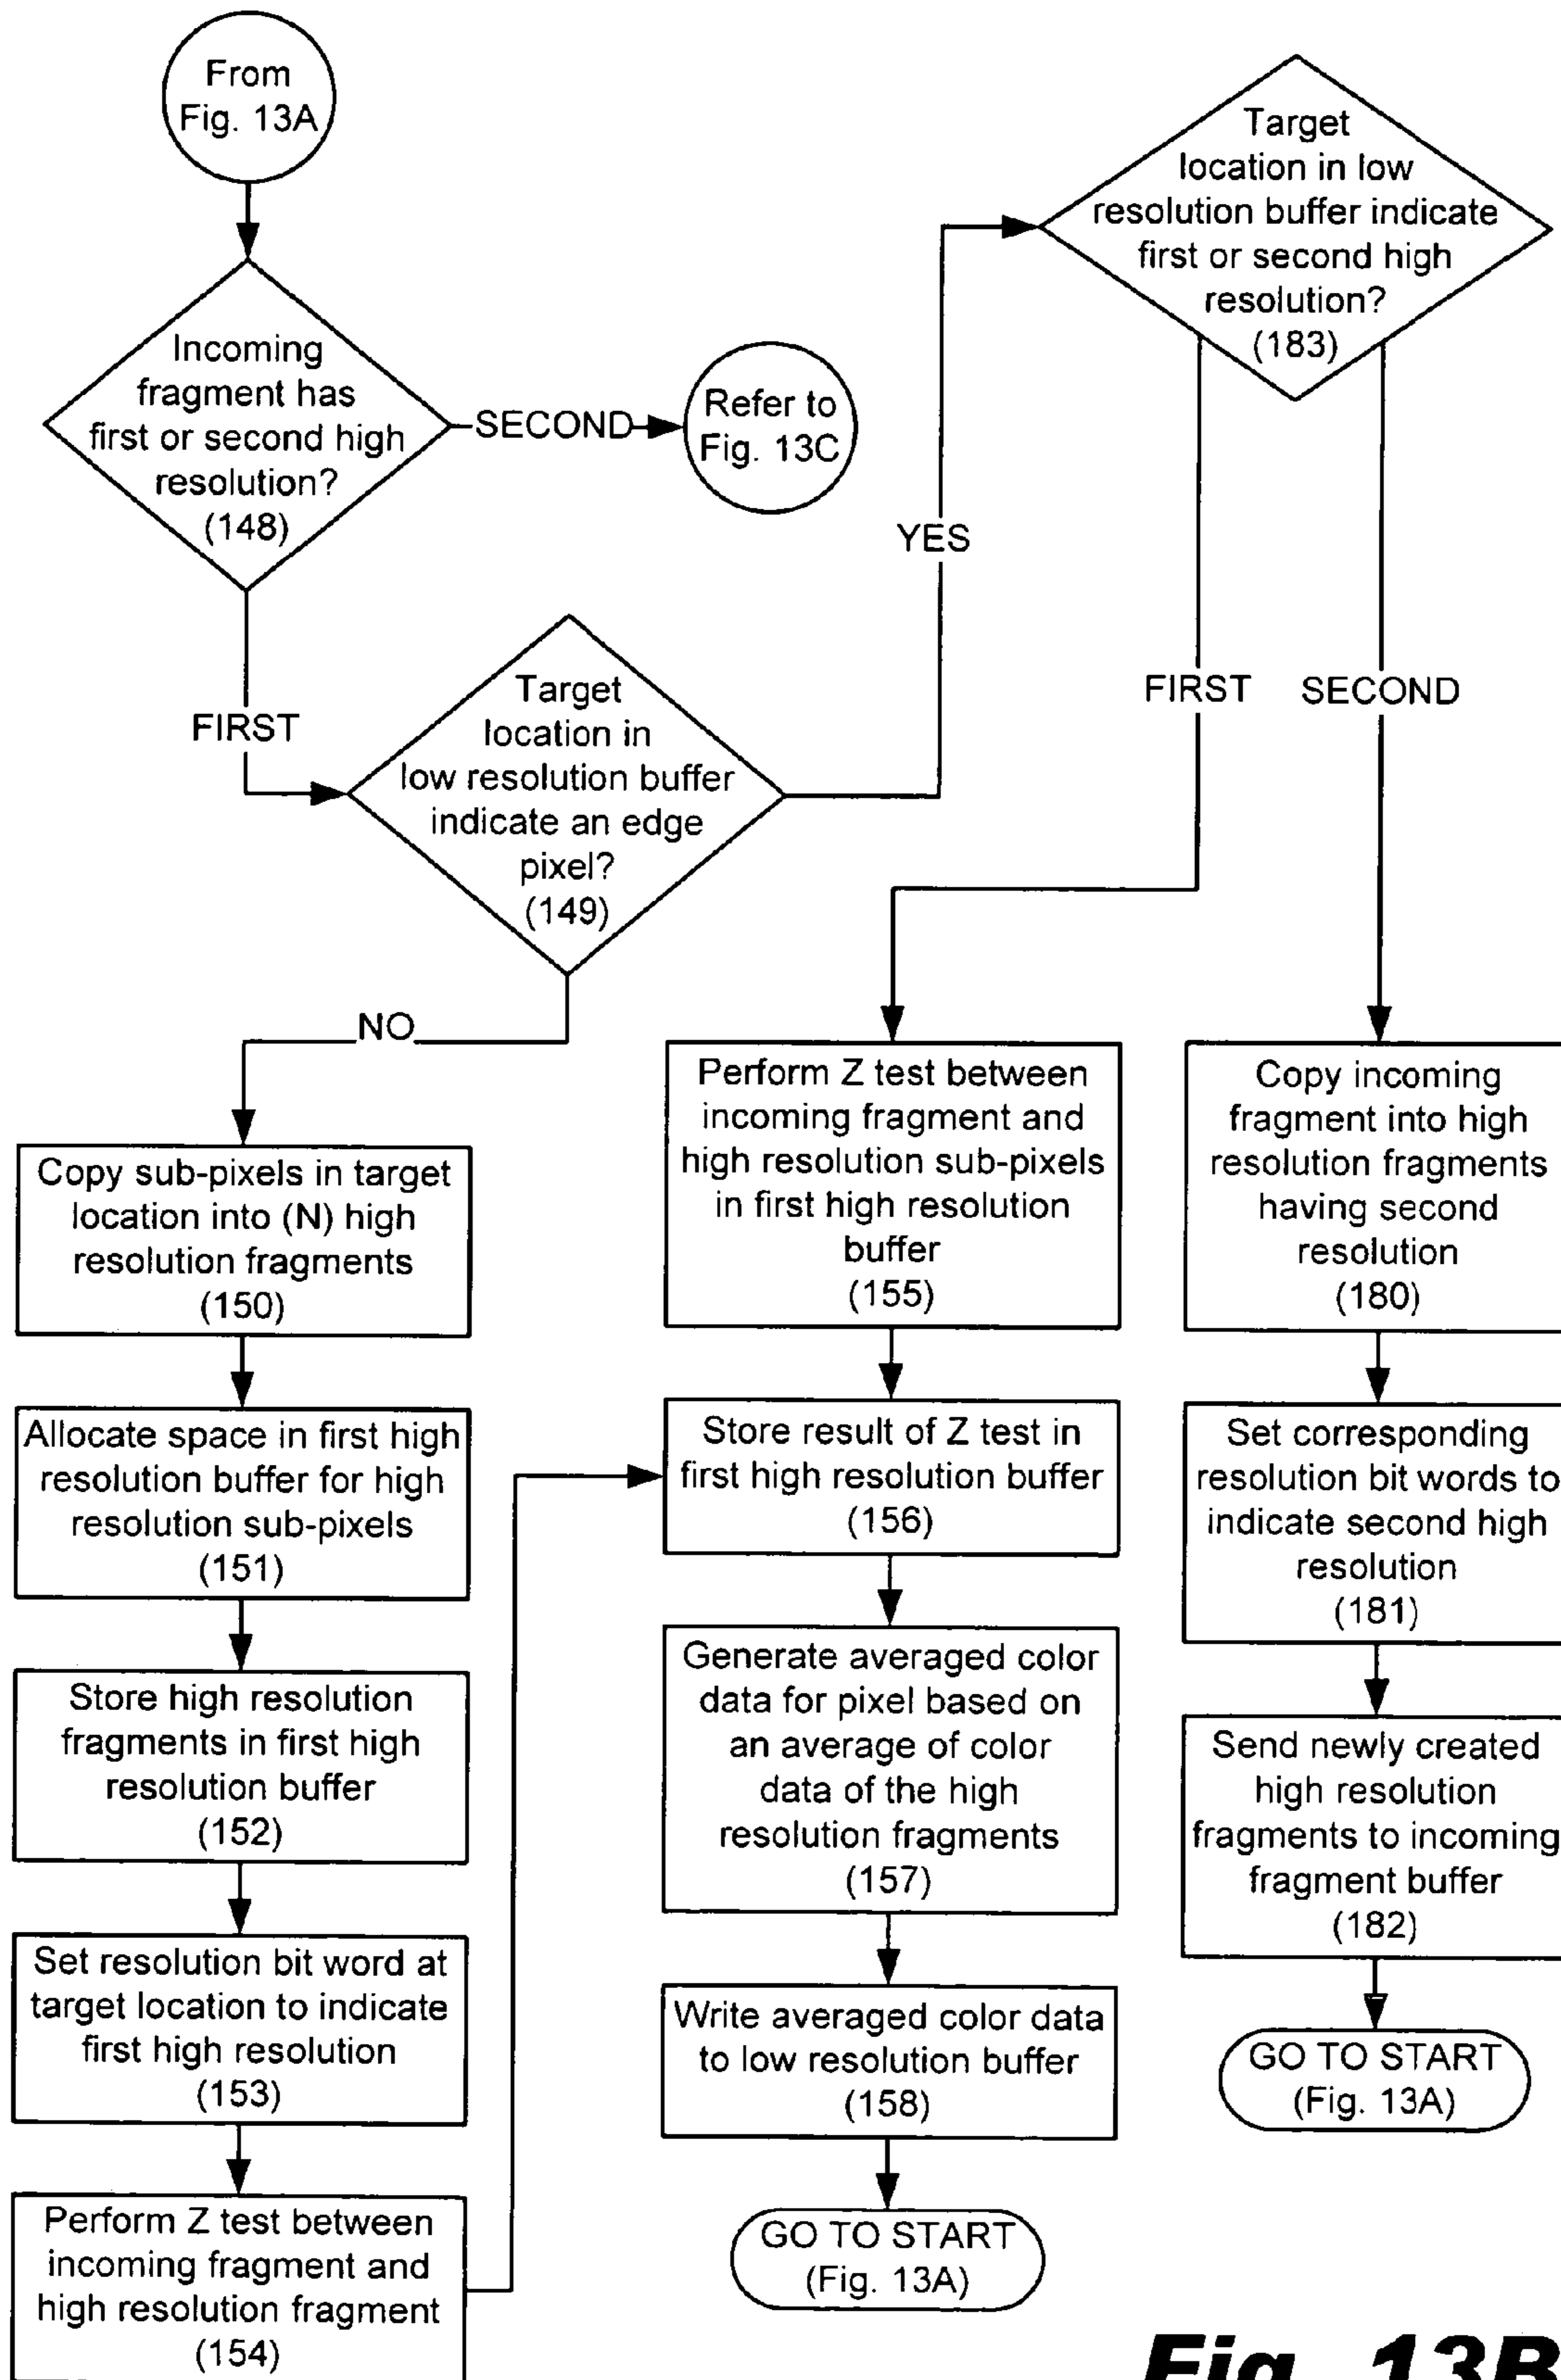 From
Fig. 13A
Incoming
fragment has
first or second high
resolution?
(148)
SECOND
Refer to
Fig. 13C
FIRST
Target
location in
low resolution buffer
indicate an edge
pixel?
(149)
YES
Target
location in low
resolution buffer indicate
first or second high
resolution?
(183)
FIRST
SECOND
NO
Copy sub-pixels in target
location into (N) high
resolution fragments
(150)
Allocate space in first high
resolution buffer for high
resolution sub-pixels
(151)
Store high resolution
fragments in first high
resolution buffer
(152)
Set resolution bit word at
target location to indicate
first high resolution
(153)
Perform Z test between
incoming fragment and
high resolution fragment
(154)
Perform Z test between
incoming fragment and
high resolution sub-pixels
in first high resolution
buffer
(155)
Store result of Z test in
first high resolution buffer
(156)
Generate averaged color
data for pixel based on
an average of color
data of the high
resolution fragments
(157)
Write averaged color data
to low resolution buffer
(158)
GO TO START
(Fig. 13A)
Copy incoming
fragment into high
resolution fragments
having second
resolution
(180)
Set corresponding
resolution bit words to
indicate second high
resolution
(181)
Send newly created
high resolution
fragments to incoming
fragment buffer
(182)
GO TO START
(Fig. 13A)
Fig. 13B